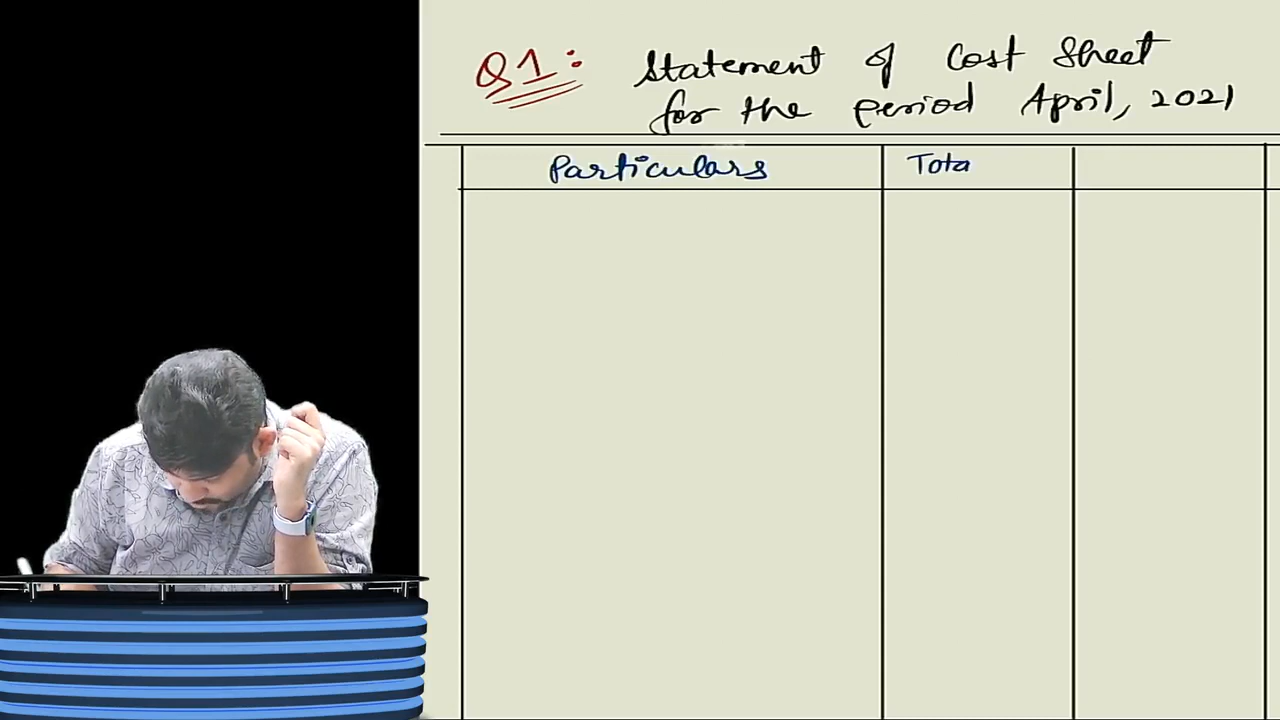 Q1: Statement of Cost Sheet
for the period April, 2021
Particulars Tota